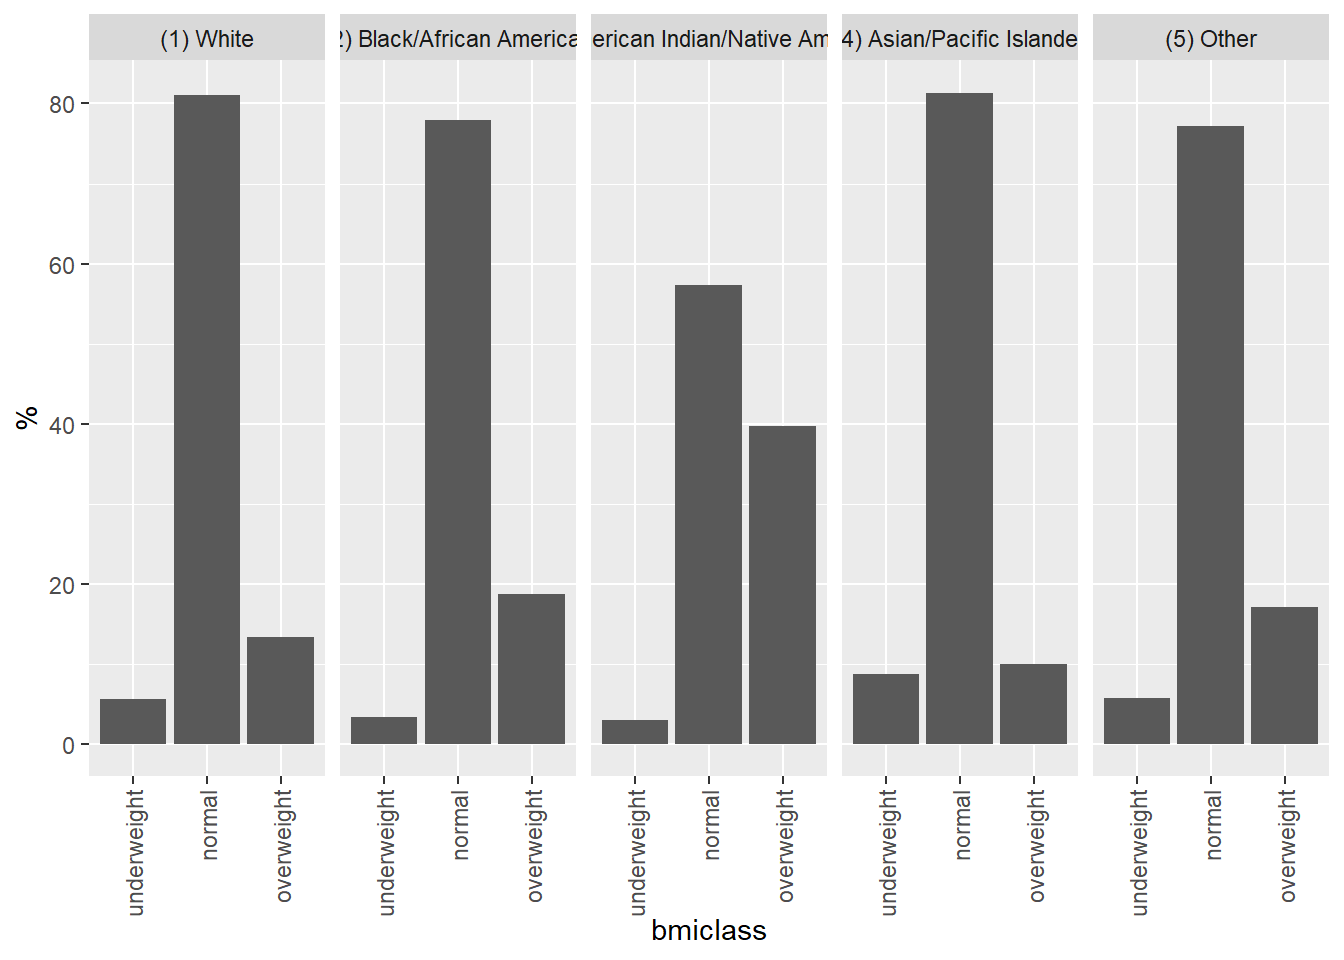 (1) White
2) Black/African America
erican Indian/Native Am
4) Asian/Pacific Islande
(5) Other
80
60
40
20
0
%
underweight
normal
overweight
underweight
normal
overweight
underweight
normal
overweight
underweight
normal
overweight
underweight
normal
overweight
bmiclass